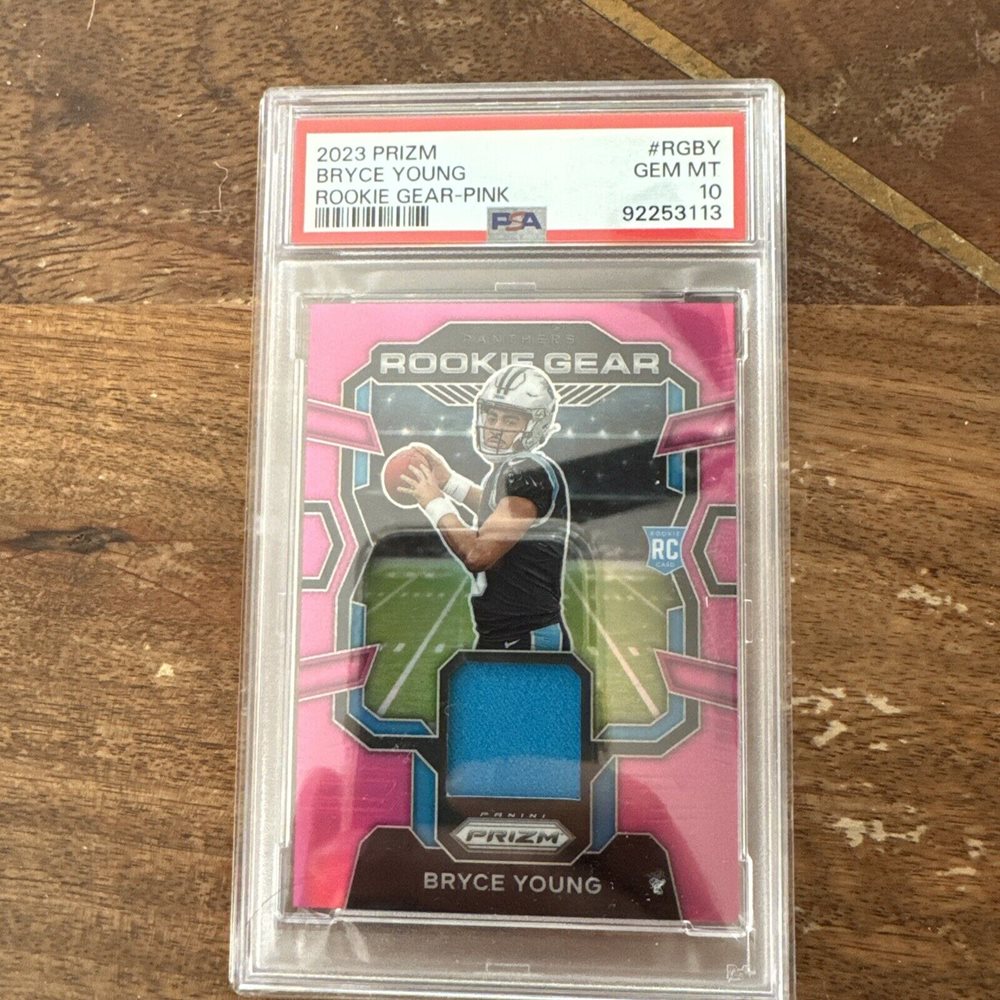 2023 PRIZM #RGBY
BRYCE YOUNG GEM MT
ROOKIE GEAR-PINK 10
PSA 92253113
PANTHERS
ROOKIE GEAR
ROOKIE
RC
CARD
PANINI
PRIZM
BRYCE YOUNG